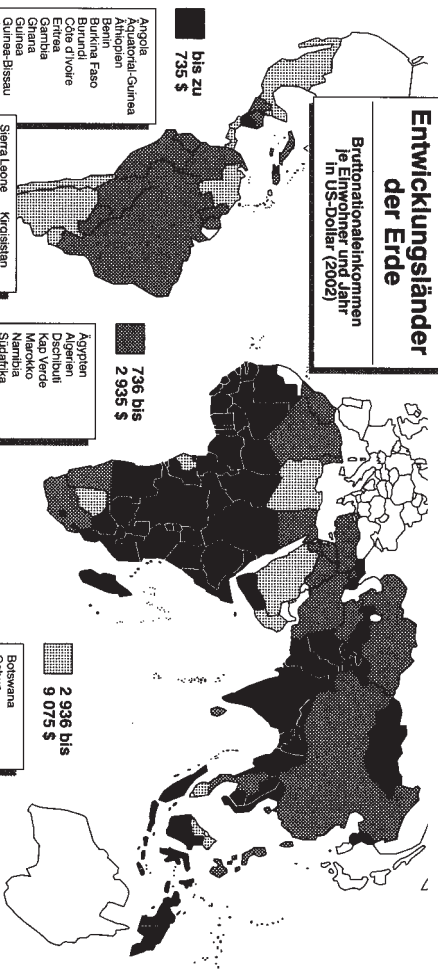 Entwicklungsländer
der Erde
Bruttonationaleinkommen
je Einwohner und Jahr
in US-Dollar (2002)
bis zu
735 $
Angola
Äquatorial-Guinea
Äthiopien
Benin
Burkina Faso
Burundi
Côte d'Ivoire
Eritrea
Gambia
Ghana
Guinea
Guinea-Bissau
Sierra Leone Kirgisistan
736 bis
2 935 $
Ägypten
Algerien
Dschibuti
Kap Verde
Marokko
Namibia
Südafrika
2 936 bis
9 075 $
Botswana